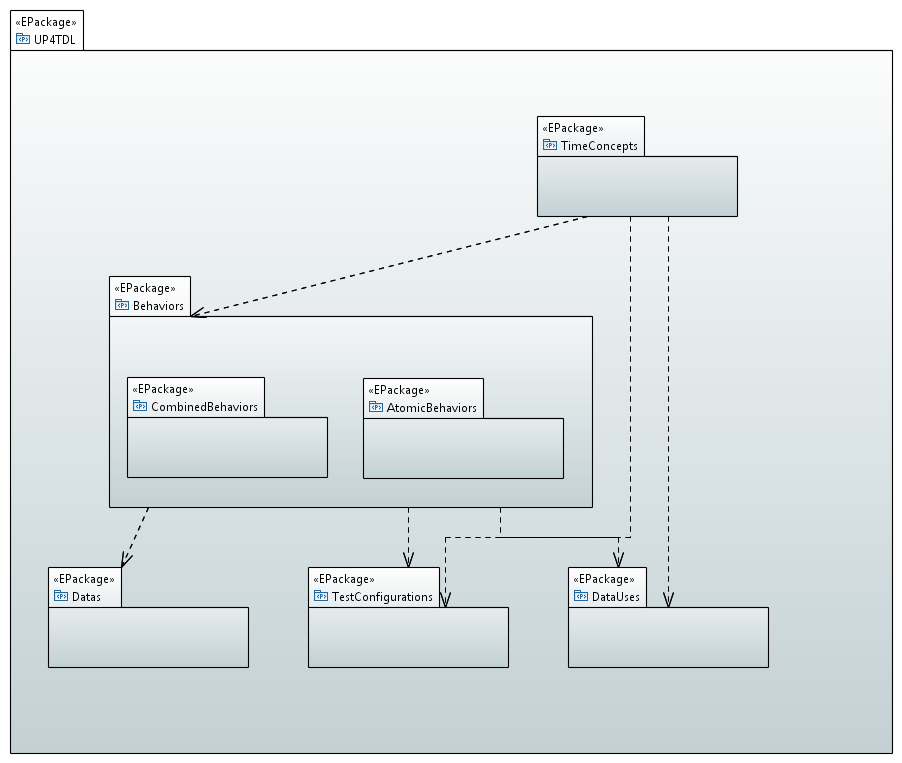 «EPackage»
UP4TDL
«EPackage»
TimeConcepts
«EPackage»
Behaviors
«EPackage»
CombinedBehaviors
«EPackage»
AtomicBehaviors
«EPackage»
Datas
«EPackage»
TestConfigurations
«EPackage»
DataUses